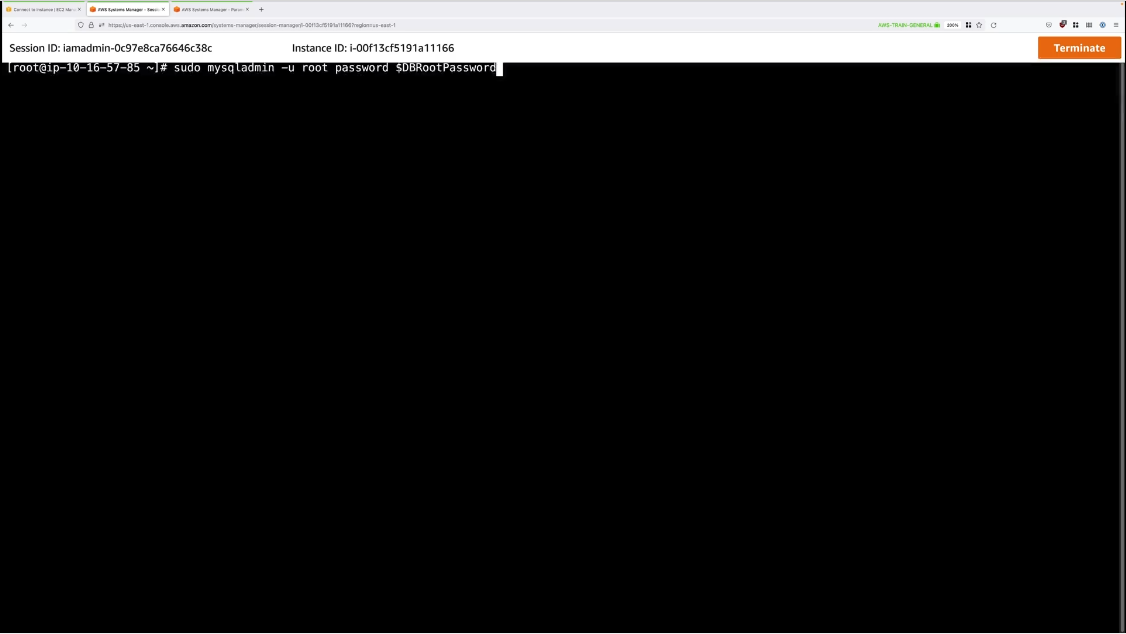 Connect to instance | EC2 Man
AWS Systems Manager - Sessio
AWS Systems Manager - Param
https://us-east-1.console.aws.amazon.com/systems-manager/session-manager/i-00f13cf5191a11166?region=us-east-1
AWS-TRAIN-GENERAL
200%
Session ID: iamadmin-0c97e8ca76646c38c
Instance ID: i-00f13cf5191a11166
Terminate
[root@ip-10-16-57-85 ~]# sudo mysqladmin -u root password $DBRootPassword